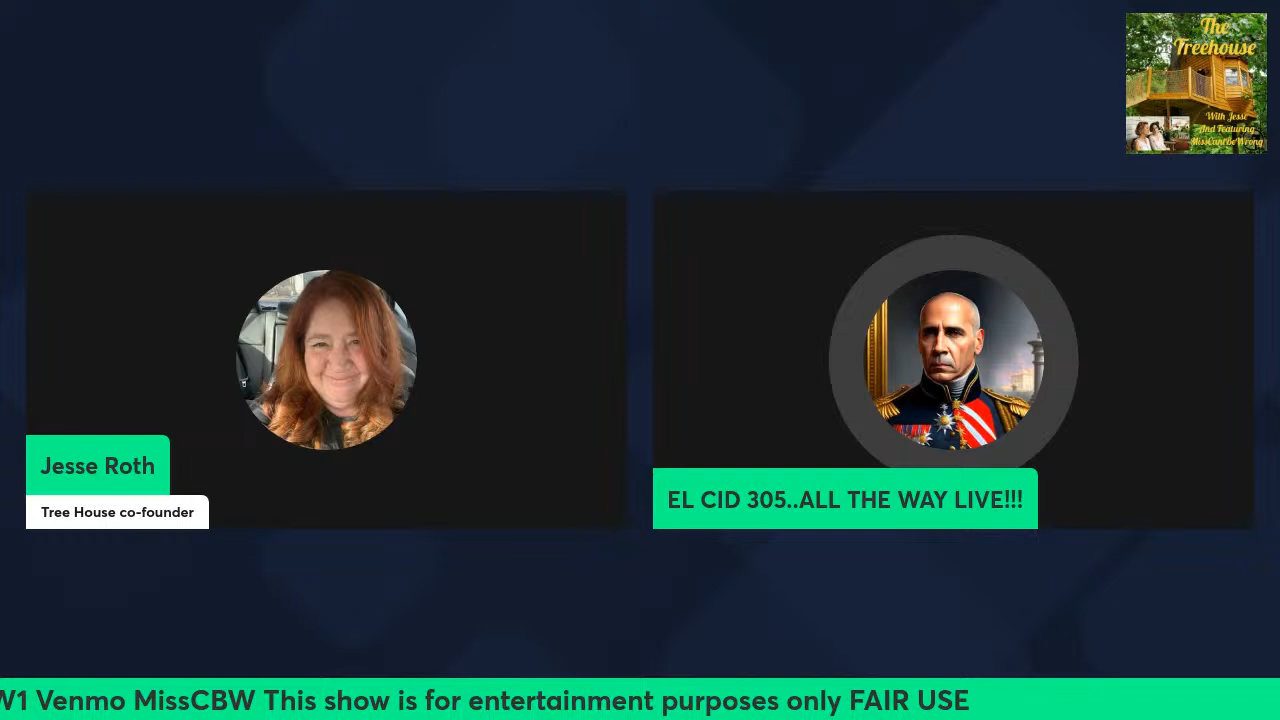 The
Treehouse
With Jesse
And Featuring
MissCantBeWrong
Jesse Roth
Tree House co-founder
EL CID 305..ALL THE WAY LIVE!!!
W1 Venmo MissCBW This show is for entertainment purposes only FAIR USE